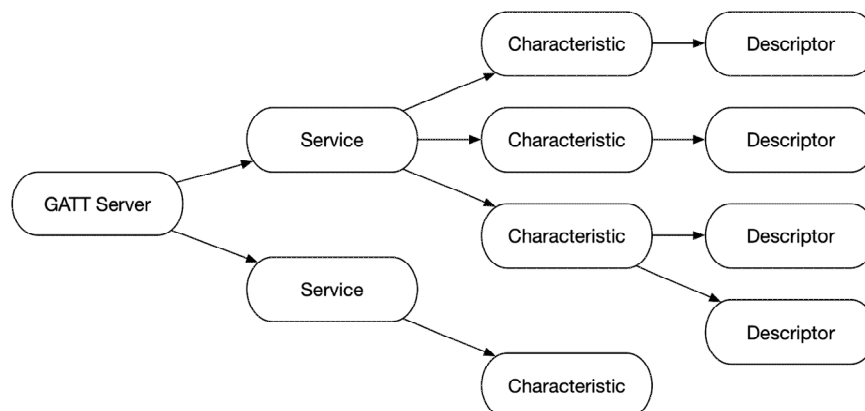 Characteristic
Descriptor
Service
Characteristic
Descriptor
GATT Server
Characteristic
Descriptor
Service
Descriptor
Characteristic